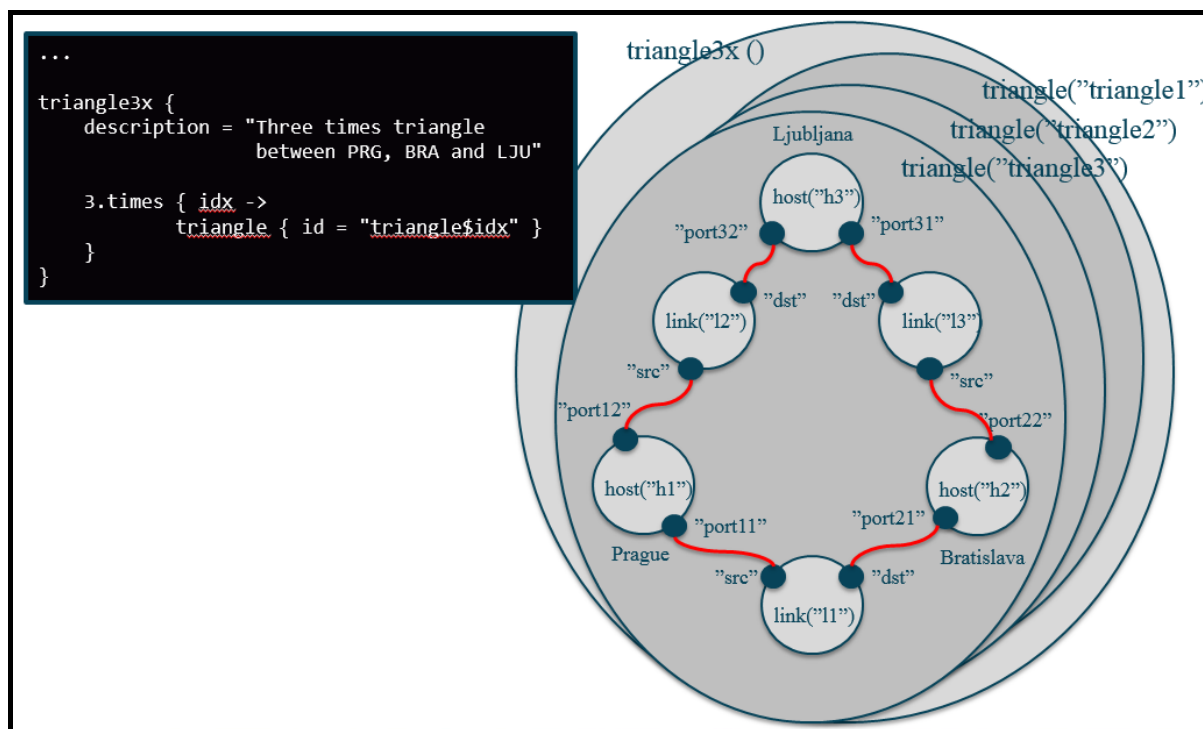 ...
triangle3x {
description = "Three times triangle
between PRG, BRA and LJU"
3.times { idx ->
triangle { id = "triangle$idx" }
}
}
triangle3x ()
triangle(”triangle1”)
triangle(”triangle2”)
triangle(”triangle3”)
Ljubljana
host(”h3”)
”port32”
”port31”
”dst”
”dst”
link(”l2”)
link(”l3”)
”src”
”src”
”port12”
”port22”
host(”h1”)
host(”h2”)
”port11”
”port21”
Prague
Bratislava
”src”
”dst”
link(”l1”)